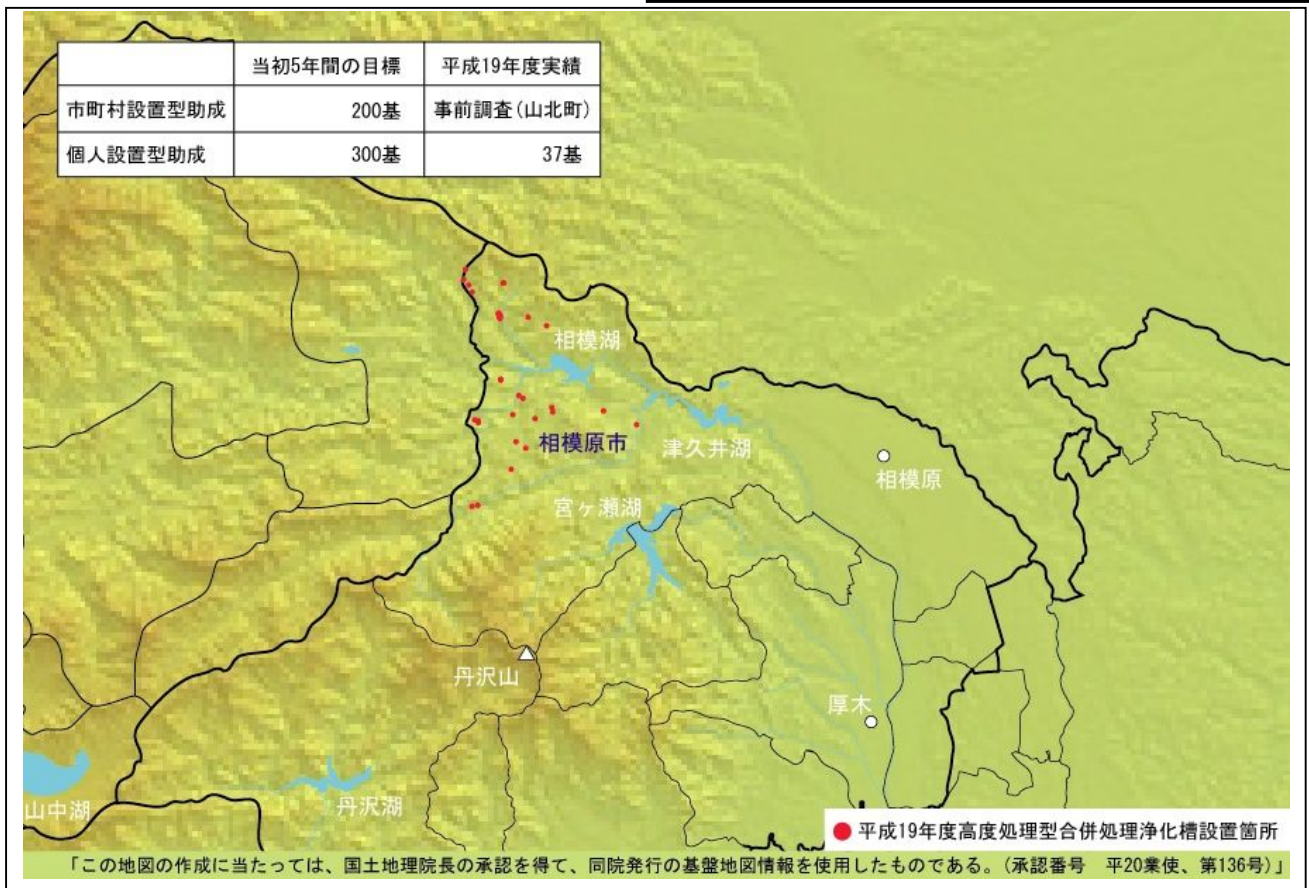 当初5年間の目標 平成19年度実績
市町村設置型助成 200基 事前調査(山北町)
個人設置型助成 300基 37基
相模湖
相模原市
津久井湖
相模原
宮ヶ瀬湖
丹沢山
厚木
丹沢湖
山中湖
平成19年度高度処理型合併処理浄化槽設置箇所
「この地図の作成に当たっては、国土地理院長の承認を得て、同院発行の基盤地図情報を使用したものである。(承認番号 平20業使、第136号)」